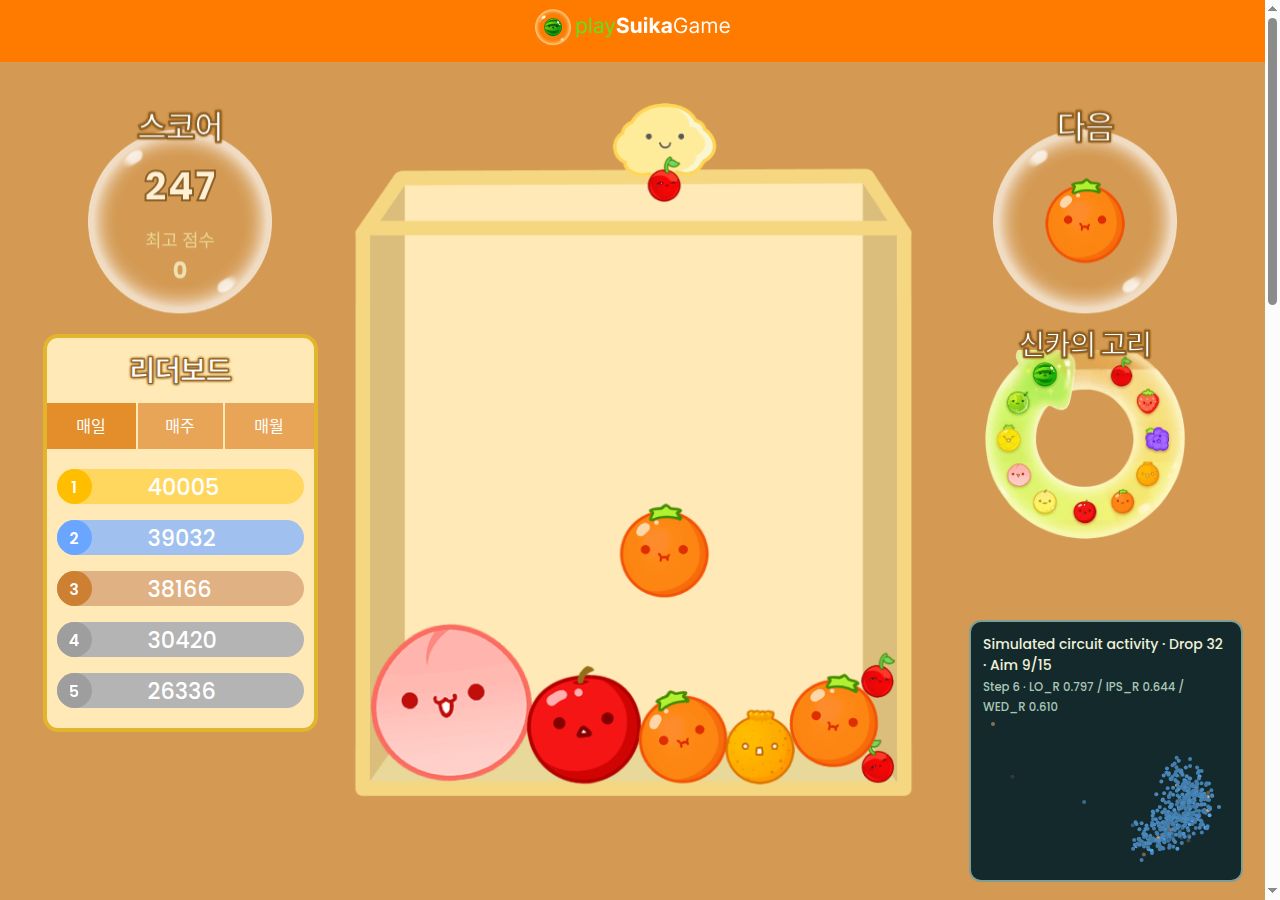 playSuikaGame
스코어
247
최고 점수
0
다음
신카의 고리
리더보드
매일 매주 매월
1 40005
2 39032
3 38166
4 30420
5 26336
Simulated circuit activity · Drop 32
· Aim 9/15
Step 6 · LO_R 0.797 / IPS_R 0.644 /
WED_R 0.610